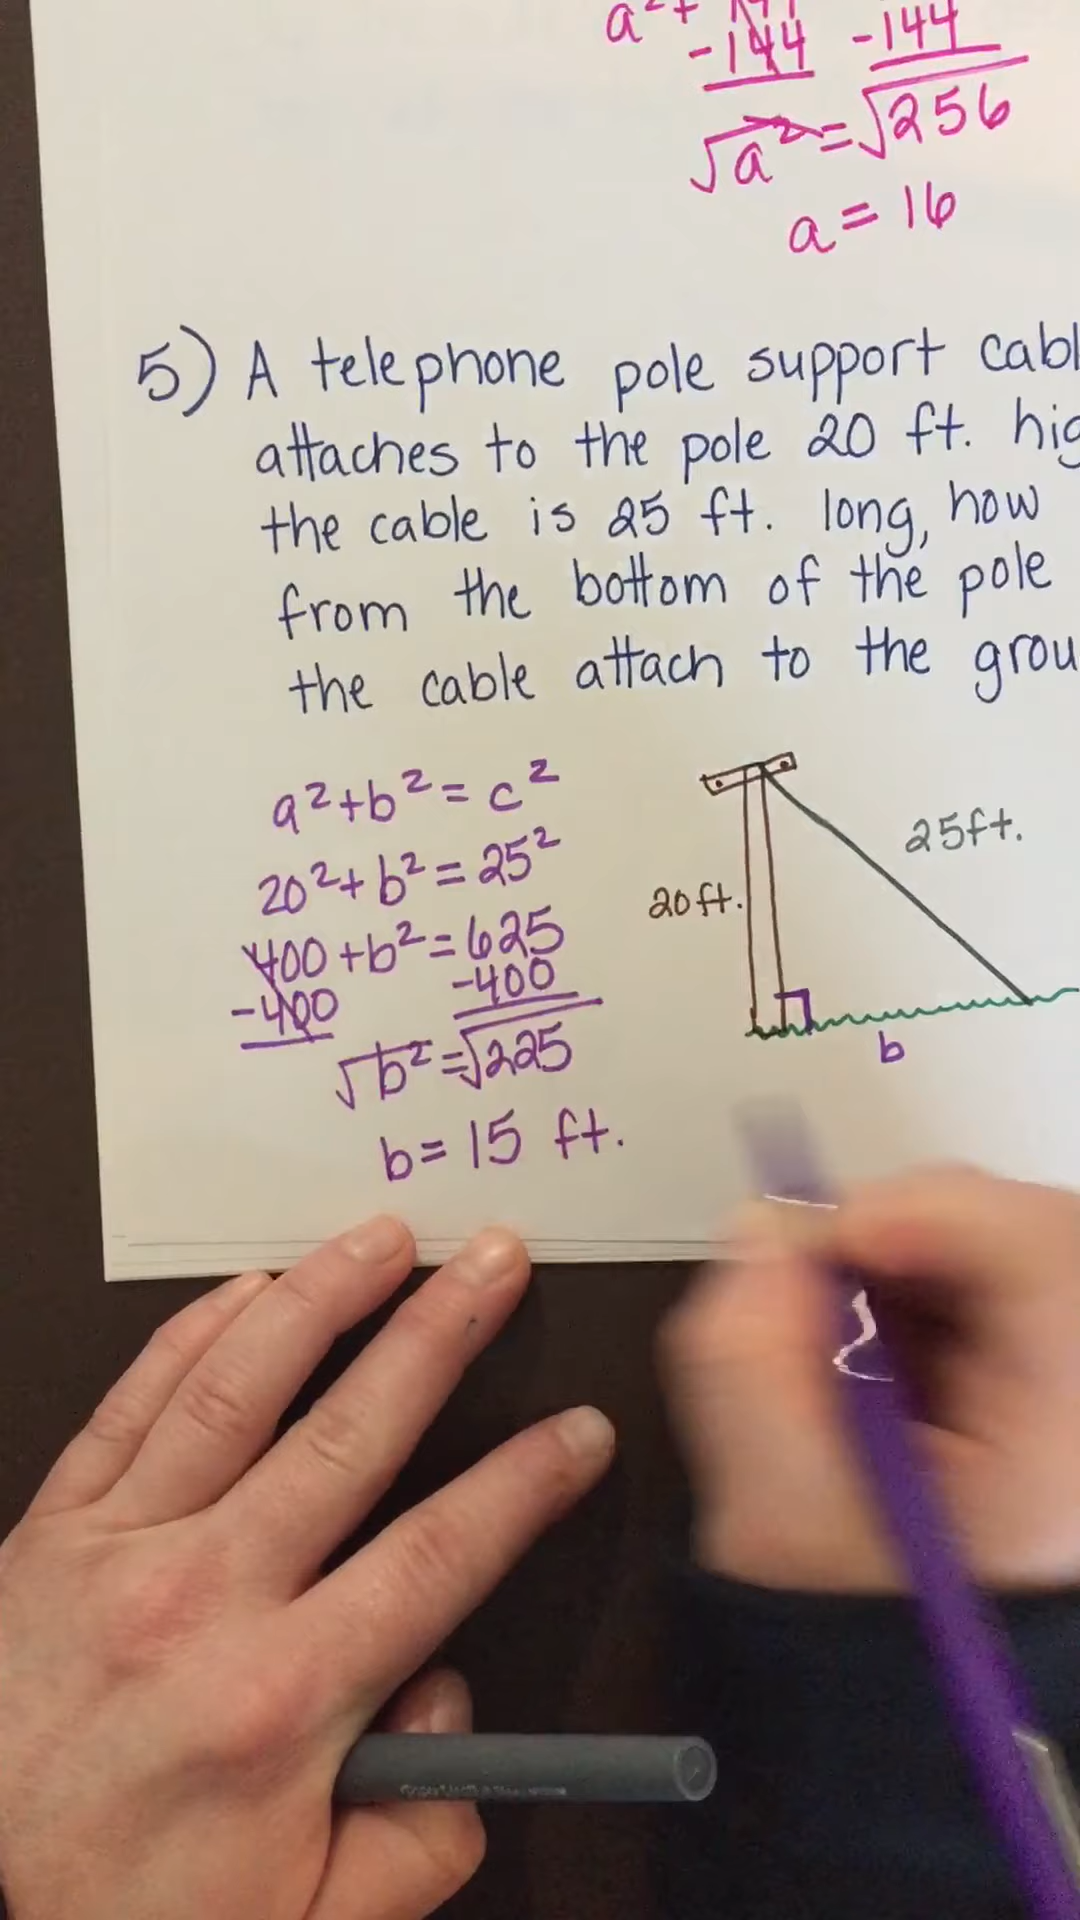 a²+
-144 -144
√a² = √256
a = 16
5) A telephone pole support
attaches to the pole 20 ft.
the cable is 25 ft. long, how
from the bottom of the pole
the cable attach to the
a²+b² = c²
20²+b² = 25²
400+b² = 625
-400 -400
√b² = √225
b = 15 ft.
25ft.
20ft.
b